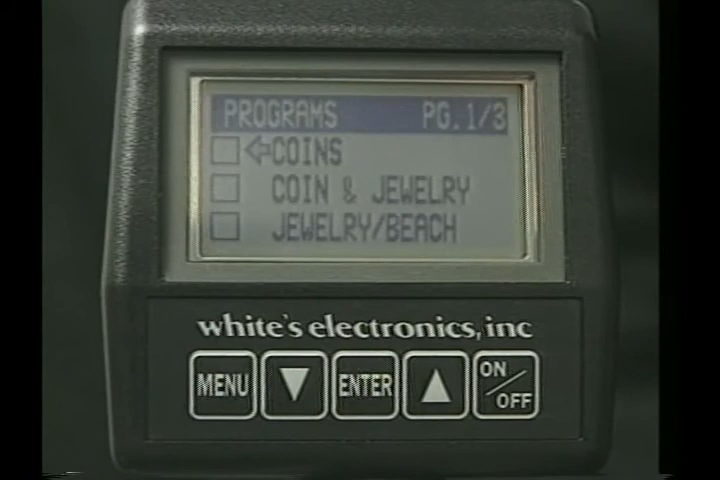 PROGRAMS PG.1/3
COINS
COIN & JEWELRY
JEWELRY/BEACH
white's electronics, inc
MENU ENTER ON/OFF